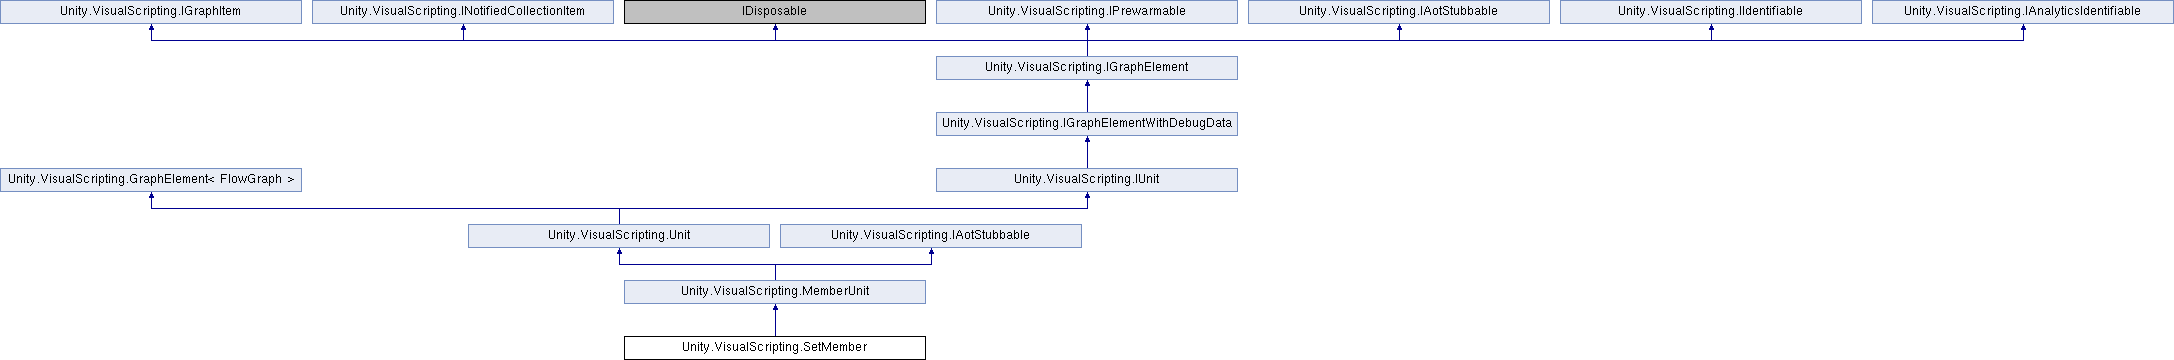 Unity.VisualScripting.IGraphItem
Unity.VisualScripting.INotifiedCollectionItem
IDisposable
Unity.VisualScripting.IPrewarmable
Unity.VisualScripting.IAotStubbable
Unity.VisualScripting.IIdentifiable
Unity.VisualScripting.IAnalyticsIdentifiable
Unity.VisualScripting.IGraphElement
Unity.VisualScripting.IGraphElementWithDebugData
Unity.VisualScripting.GraphElement< FlowGraph >
Unity.VisualScripting.IUnit
Unity.VisualScripting.Unit
Unity.VisualScripting.IAotStubbable
Unity.VisualScripting.MemberUnit
Unity.VisualScripting.SetMember